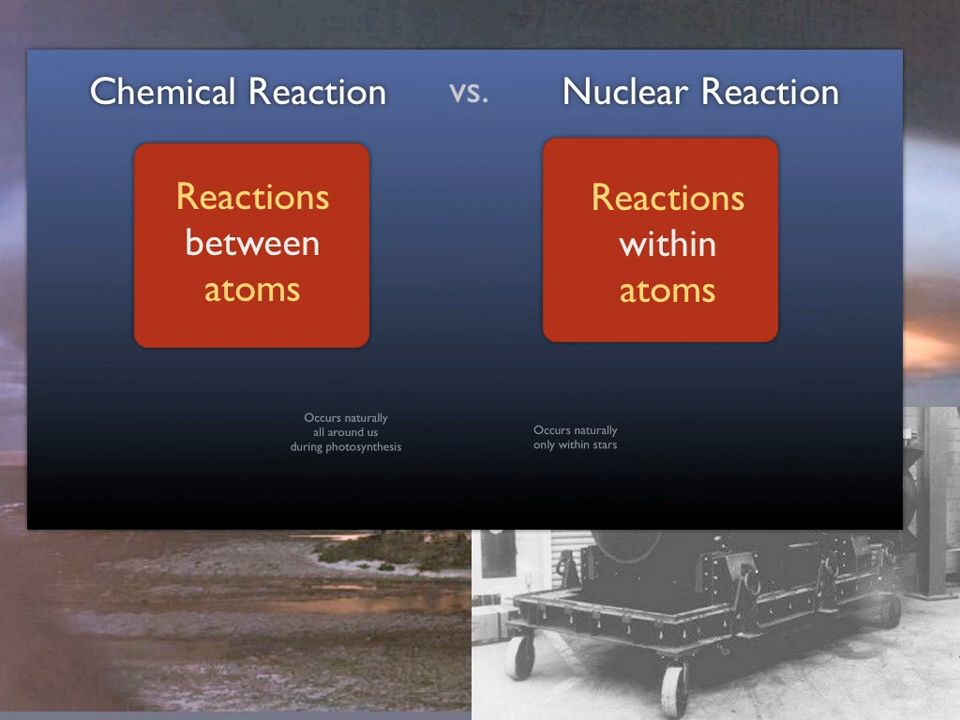 Chemical Reaction vs. Nuclear Reaction
Reactions
between
atoms
Reactions
within
atoms
Occurs naturally
all around us
during photosynthesis
Occurs naturally
only within stars